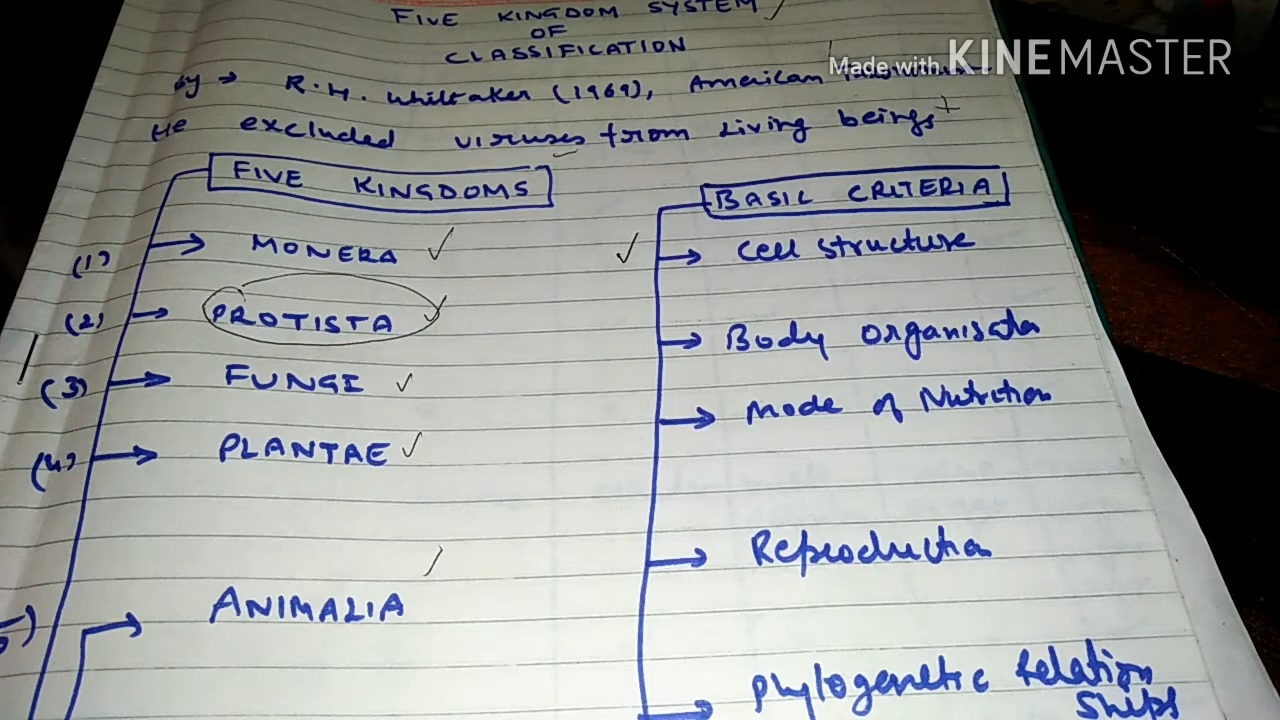 FIVE KINGDOM SYSTEM
OF
CLASSIFICATION
Made with KINEMASTER
by → R.H. Whittaker (1969), American
He excluded viruses from living beings
FIVE KINGDOMS
(1) MONERA
(2) PROTISTA
(3) FUNGI
(4) PLANTAE
ANIMALIA
BASIC CRITERIA
Cell structure
Body organisatn
Mode of Nutrition
Reproduction
Phylogenetic relation
ships